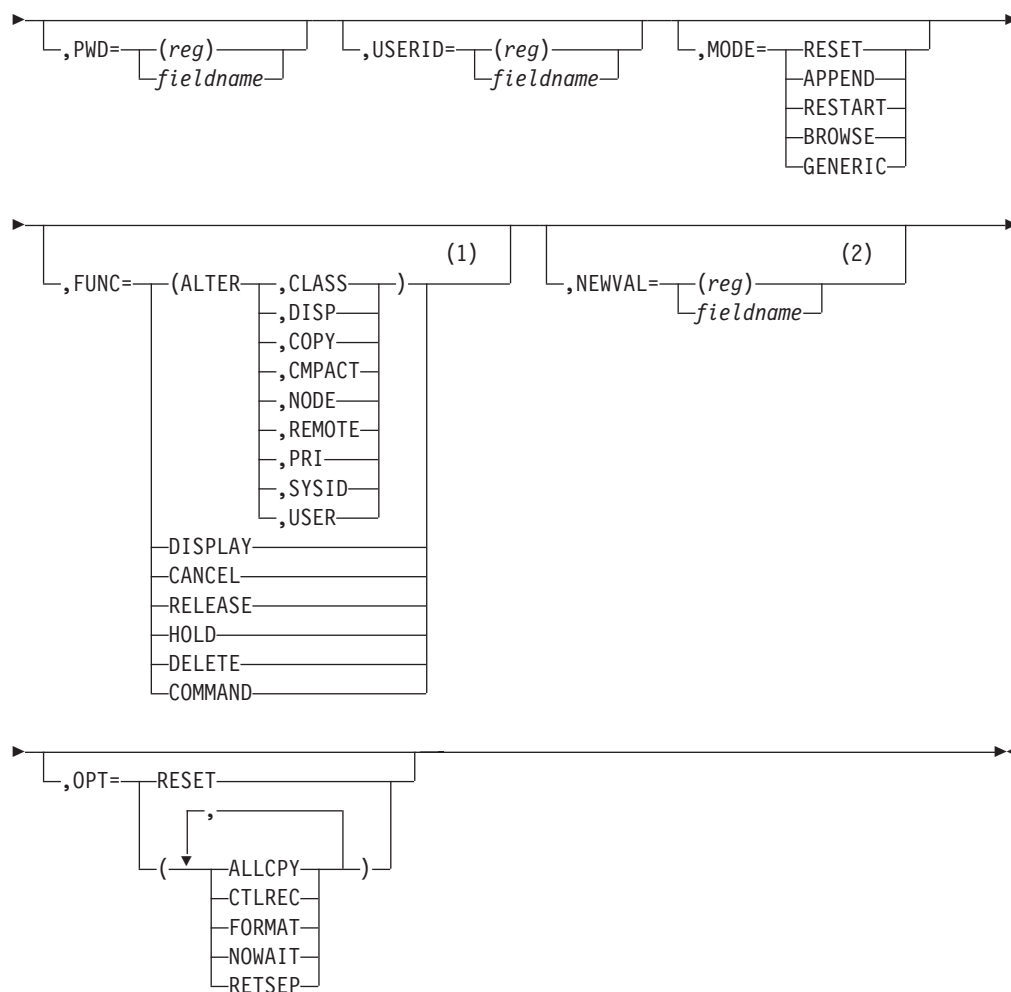 ,PWD= (reg) ,USERID= (reg) ,MODE= RESET
fieldname fieldname APPEND
RESTART
BROWSE
GENERIC
(1) (2)
,FUNC= (ALTER ,CLASS ) ,NEWVAL= (reg)
,DISP fieldname
,COPY
,CMPACT
,NODE
,REMOTE
,PRI
,SYSID
,USER
DISPLAY
CANCEL
RELEASE
HOLD
DELETE
COMMAND
,OPT= RESET
,
( ALLCPY )
CTLREC
FORMAT
NOWAIT
RETSEP